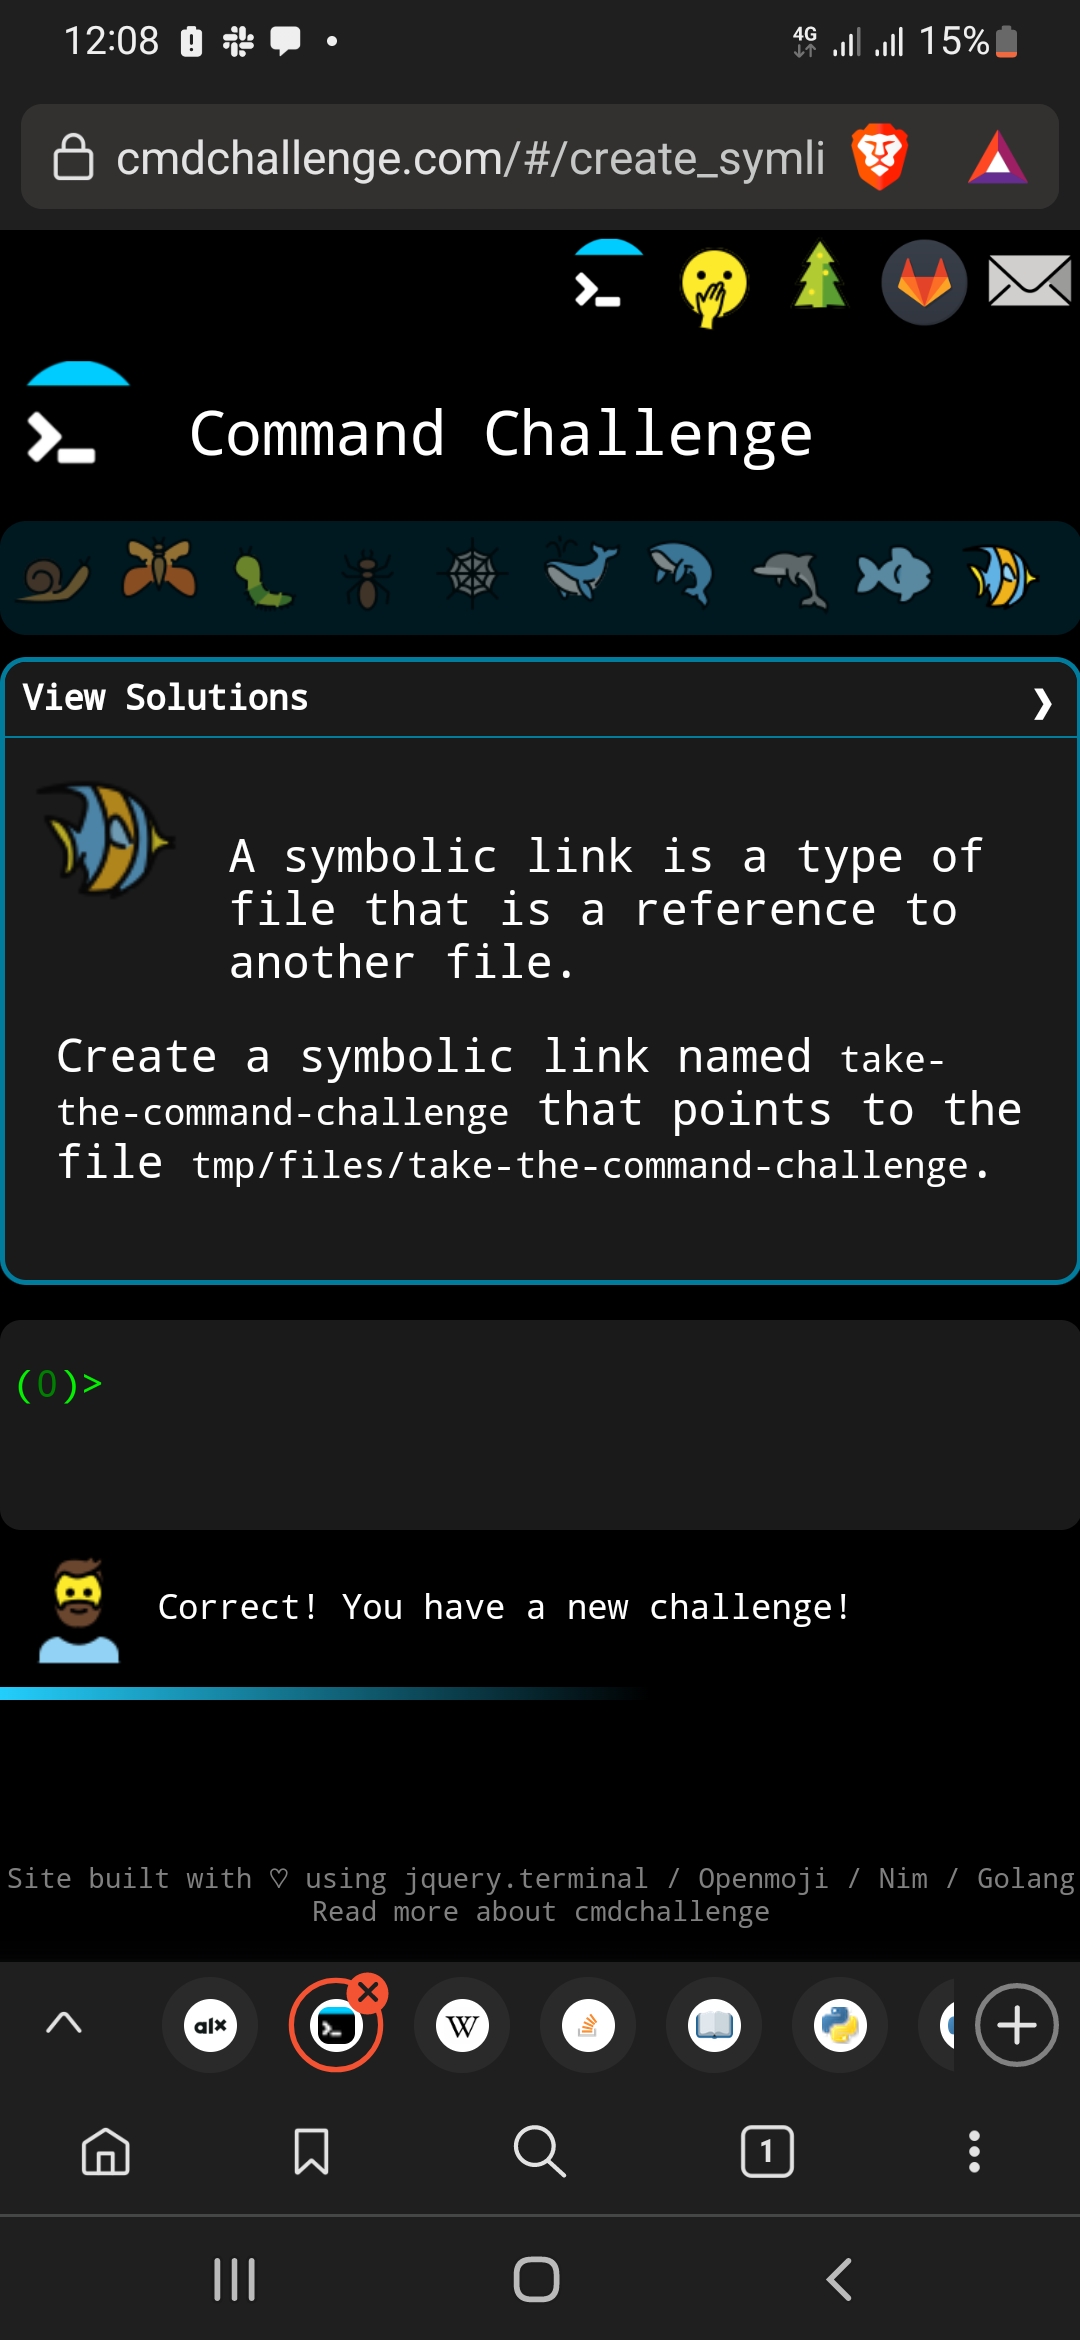 12:08
4G
15%
cmdchallenge.com/#/create_symli
Command Challenge
View Solutions
A symbolic link is a type of
file that is a reference to
another file.
Create a symbolic link named take-
the-command-challenge that points to the
file tmp/files/take-the-command-challenge.
(0)>
Correct! You have a new challenge!
Site built with ♡ using jquery.terminal / Openmoji / Nim / Golang
Read more about cmdchallenge
alx
W
1